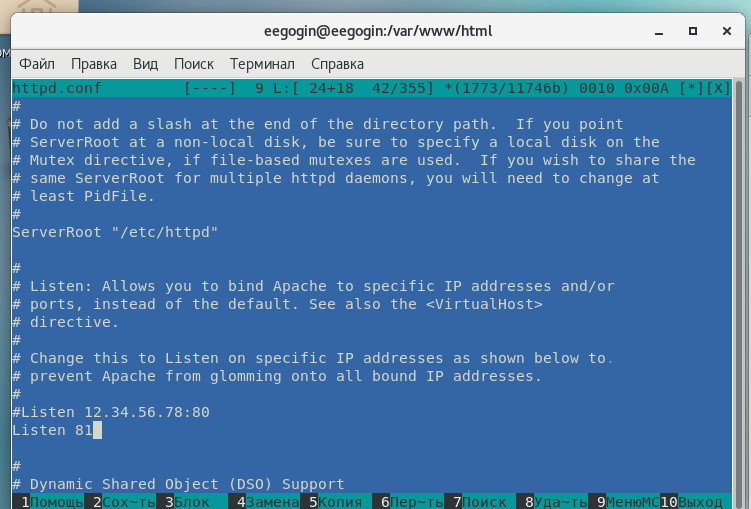 ом
eegogin@eegogin:/var/www/html
Файл Правка Вид Поиск Терминал Справка
httpd.conf [----] 9 L:[ 24+18 42/355] *(1773/11746b) 0010 0x00A [*][X]
#
# Do not add a slash at the end of the directory path. If you point
# ServerRoot at a non-local disk, be sure to specify a local disk on the
# Mutex directive, if file-based mutexes are used. If you wish to share the
# same ServerRoot for multiple httpd daemons, you will need to change at
# least PidFile.
#
ServerRoot "/etc/httpd"
#
# Listen: Allows you to bind Apache to specific IP addresses and/or
# ports, instead of the default. See also the <VirtualHost>
# directive.
#
# Change this to Listen on specific IP addresses as shown below to.
# prevent Apache from glomming onto all bound IP addresses.
#
#Listen 12.34.56.78:80
Listen 81
#
# Dynamic Shared Object (DSO) Support
1Помощь 2Сох~ть 3Блок 4Замена 5Копия 6Пер~ть 7Поиск 8Уда~ть 9МенюMC 10Выход